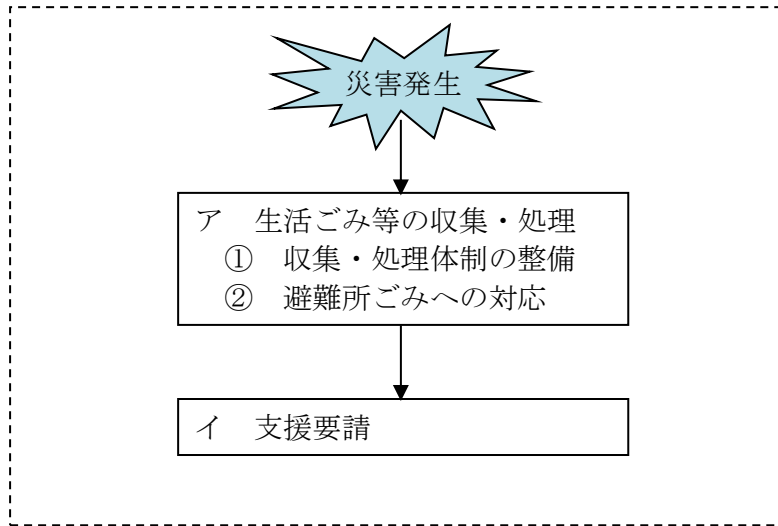 災害発生
ア 生活ごみ等の収集・処理
① 収集・処理体制の整備
② 避難所ごみへの対応
イ 支援要請